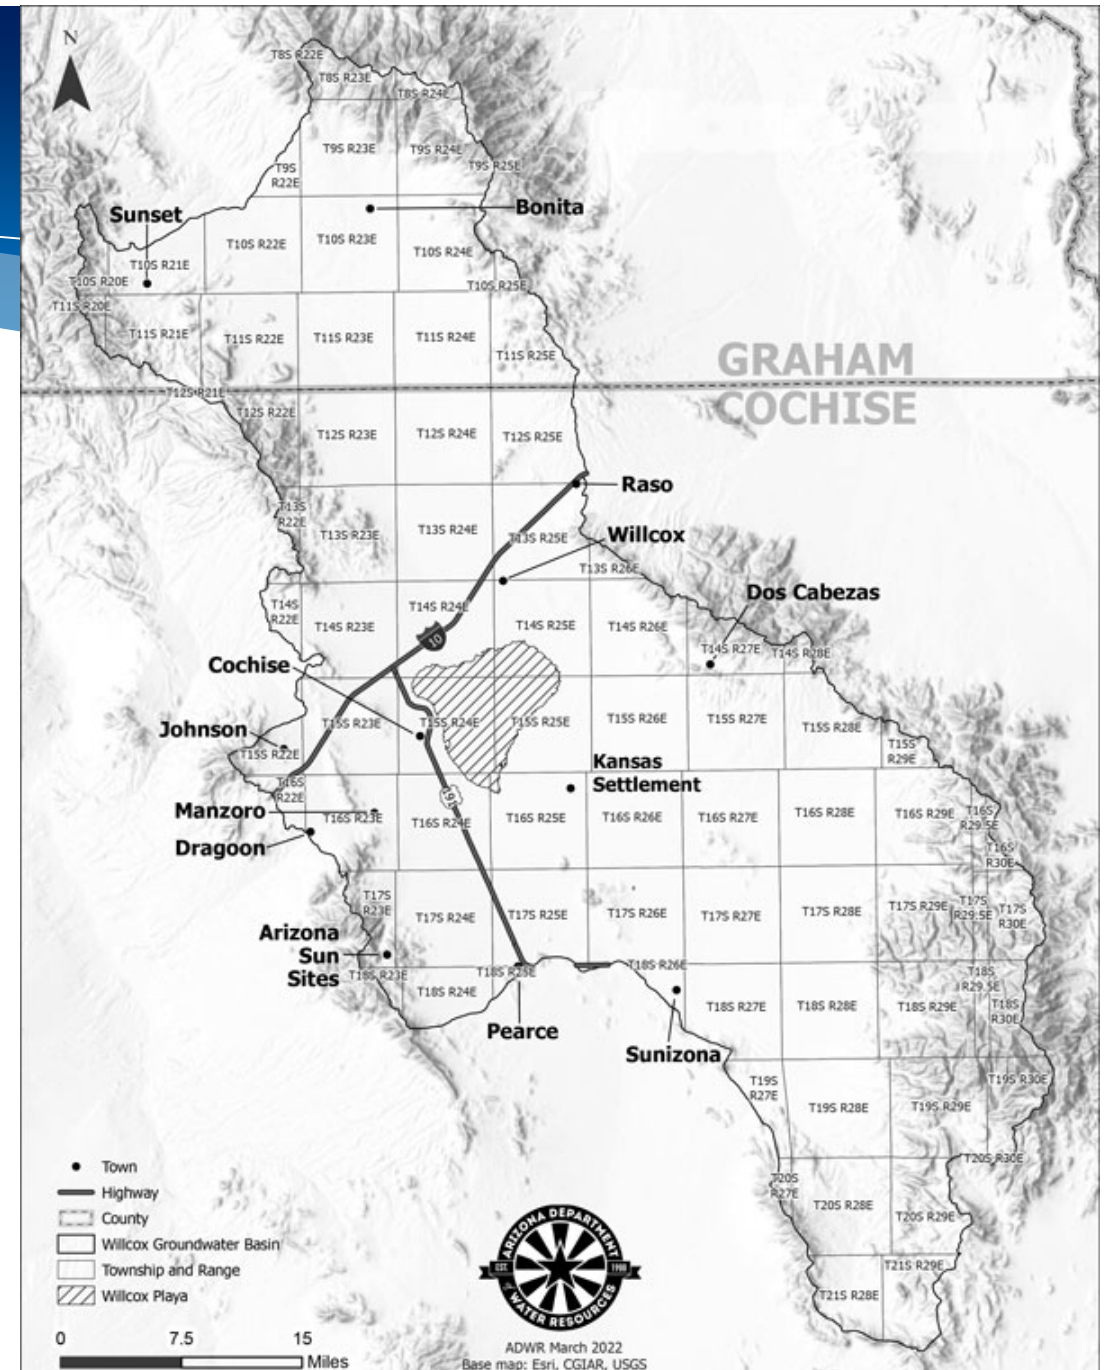 N
T8S R22E
T8S R23E
T8S R24E
T9S R23E
T9S R24E
T9S R25E
T9S
R22E
Sunset
Bonita
T10S R21E
T10S R22E
T10S R23E
T10S R24E
T10S R20E
T10S R25E
T11S R20E
T11S R21E
T11S R22E
T11S R23E
T11S R24E
T11S R25E
GRAHAM
COCHISE
T12S R21E
T12S R22E
T12S R23E
T12S R24E
T12S R25E
Raso
T13S
R22E
T13S R23E
T13S R24E
T13S R25E
Willcox
T13S R26E
Dos Cabezas
T14S
R22E
T14S R23E
T14S R24E
T14S R25E
T14S R26E
T14S R27E
T14S R28E
10
Cochise
Johnson
T15S R22E
T15S R23E
T15S R24E
T15S R25E
T15S R26E
T15S R27E
T15S R28E
T15S
R29E
Kansas
Settlement
191
T16S
R22E
Manzoro
T16S R23E
T16S R24E
T16S R25E
T16S R26E
T16S R27E
T16S R28E
T16S R29E
T16S
R29.5E
T16S
R30E
Dragoon
T17S
R23E
T17S R24E
T17S R25E
T17S R26E
T17S R27E
T17S R28E
T17S R29E
T17S
R29.5E
T17S
R30E
Arizona
Sun
Sites
T18S R23E
T18S R24E
T18S R25E
T18S R26E
T18S R27E
T18S R28E
T18S R29E
T18S
R29.5E
T18S
R30E
Pearce
Sunizona
T19S
R27E
T19S R28E
T19S R29E
T19S R30E
T20S R30E
T20S
R27E
T20S R28E
T20S R29E
T21S R29E
T21S R28E
Town
Highway
County
Willcox Groundwater Basin
Township and Range
Willcox Playa
0 7.5 15
Miles
ARIZONA DEPARTMENT
EST. 1980
of
WATER RESOURCES
ADWR March 2022
Base map: Esri, CGIAR, USGS